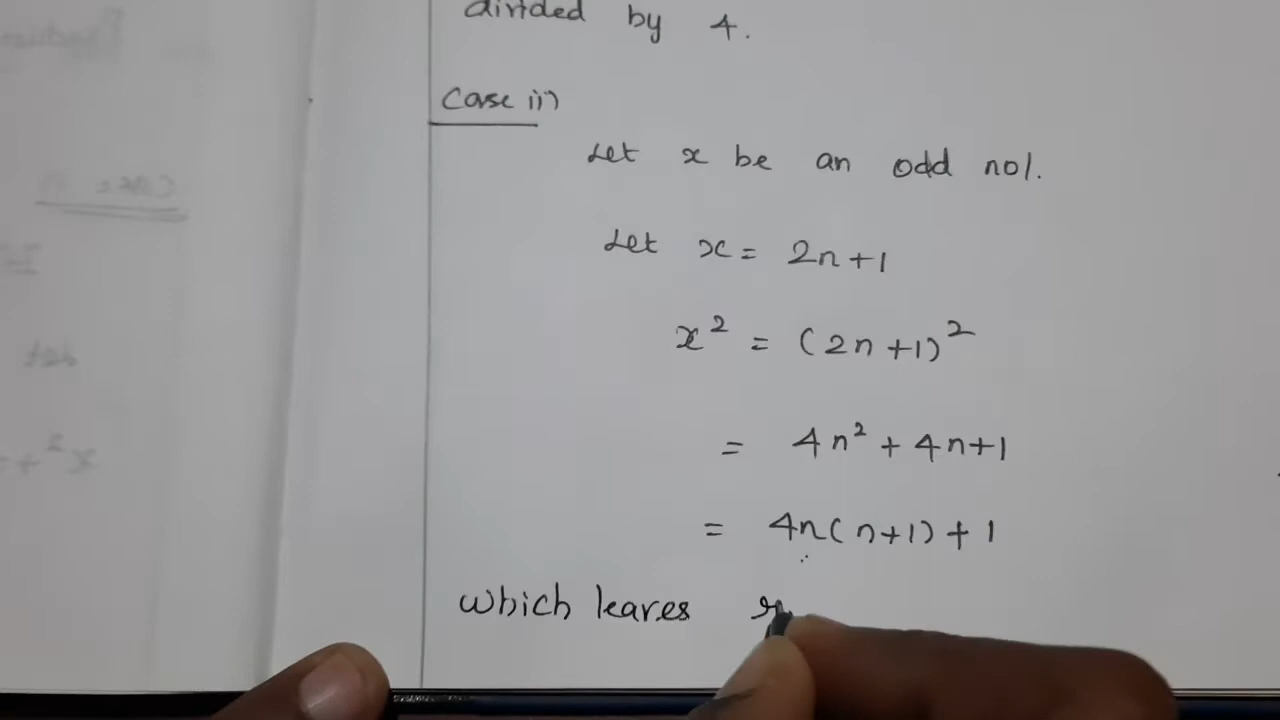 divided by 4.
Case ii)
Let x be an odd no/.
Let x = 2n+1
x² = (2n+1)²
= 4n² + 4n+1
= 4n(n+1) + 1
which leaves